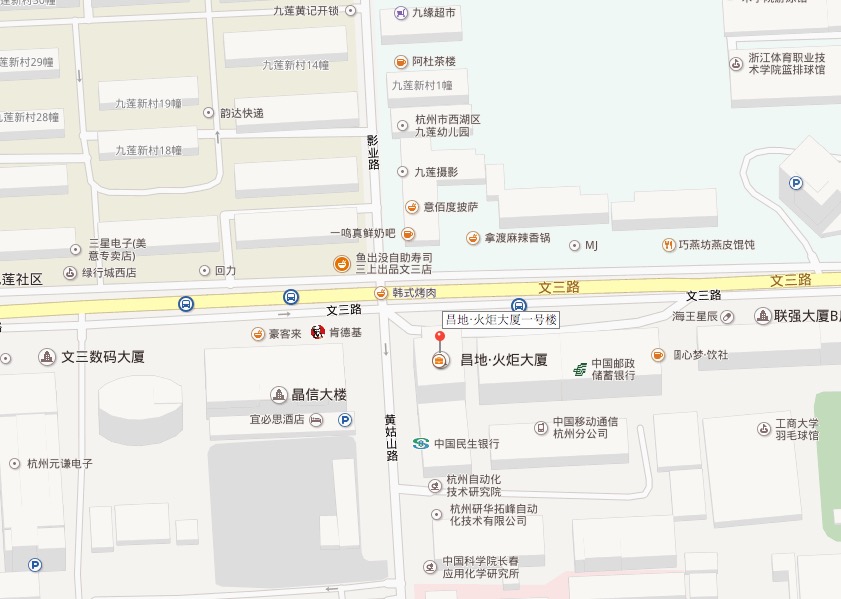 九莲新村30幢
九莲黄记开锁
九缘超市
术学院游泳馆
九莲新村29幢
九莲新村14幢
阿杜茶楼
浙江体育职业技
术学院篮排球馆
九莲新村1幢
九莲新村19幢
韵达快递
九莲新村28幢
杭州市西湖区
九莲幼儿园
九莲新村18幢
影业路
九莲摄影
P
意佰度披萨
一鸣真鲜奶吧
拿渡麻辣香锅
MJ
巧燕坊燕皮馄饨
三星电子(美
意专卖店)
绿行城西店
回力
鱼出没自助寿司
三上出品文三店
莲社区
韩式烤肉
文三路
文三路
文三路
文三路
昌地·火炬大厦一号楼
海王星辰
联强大厦B
豪客来
肯德基
文三数码大厦
昌地·火炬大厦
中国邮政
储蓄银行
心梦·饮社
晶信大楼
宜必思酒店
P
黄姑山路
中国民生银行
中国移动通信
杭州分公司
工商大学
羽毛球馆
杭州元谦电子
杭州自动化
技术研究院
杭州研华拓峰自动
化技术有限公司
P
中国科学院长春
应用化学研究所